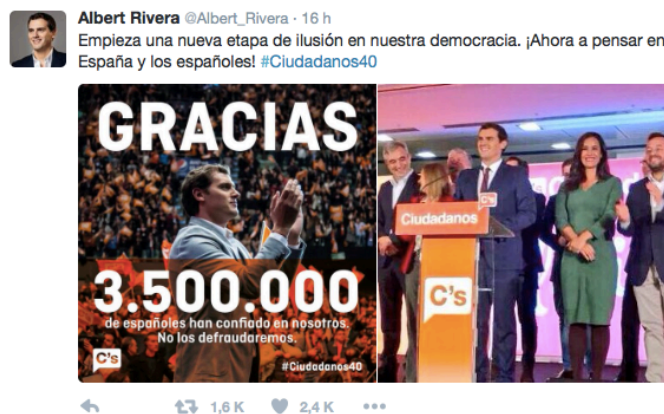 Albert Rivera @Albert_Rivera · 16 h
Empieza una nueva etapa de ilusión en nuestra democracia. ¡Ahora a pensar en
España y los españoles! #Ciudadanos40
GRACIAS
3.500.000
de españoles han confiado en nosotros.
No los defraudaremos.
C's
#Ciudadanos40
C's
Ciudadanos
C's
1,6 K 2,4 K